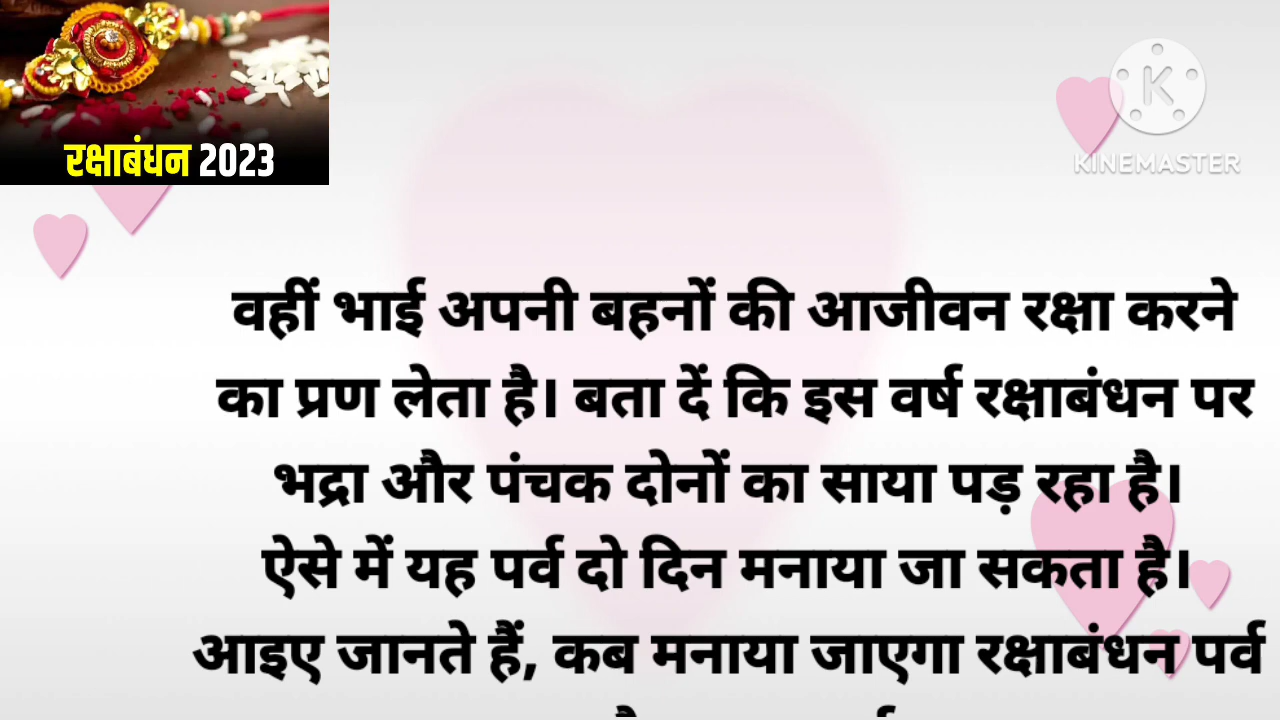 रक्षाबंधन 2023
KINEMASTER
वहीं भाई अपनी बहनों की आजीवन रक्षा करने
का प्रण लेता है। बता दें कि इस वर्ष रक्षाबंधन पर
भद्रा और पंचक दोनों का साया पड़ रहा है।
ऐसे में यह पर्व दो दिन मनाया जा सकता है।
आइए जानते हैं, कब मनाया जाएगा रक्षाबंधन पर्व